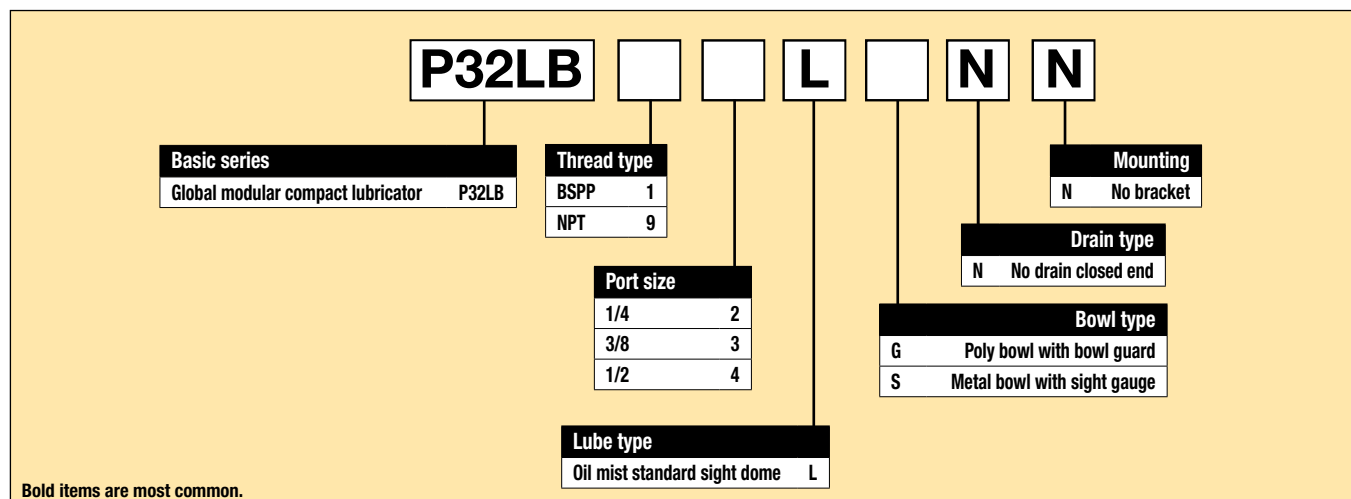 P32LB L N N
Basic series
Global modular compact lubricator P32LB
Thread type
BSPP 1
NPT 9
Mounting
N No bracket
Drain type
N No drain closed end
Port size
1/4 2
3/8 3
1/2 4
Bowl type
G Poly bowl with bowl guard
S Metal bowl with sight gauge
Lube type
Oil mist standard sight dome L
Bold items are most common.